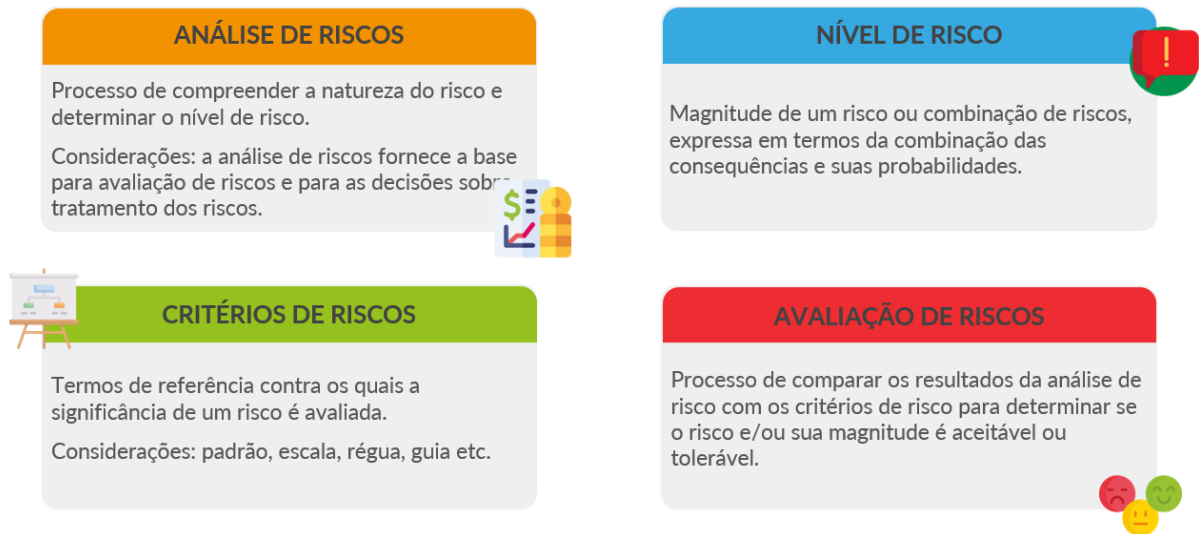 ANÁLISE DE RISCOS
Processo de compreender a natureza do risco e
determinar o nível de risco.
Considerações: a análise de riscos fornece a base
para avaliação de riscos e para as decisões sobre
tratamento dos riscos.
NÍVEL DE RISCO
Magnitude de um risco ou combinação de riscos,
expressa em termos da combinação das
consequências e suas probabilidades.
CRITÉRIOS DE RISCOS
Termos de referência contra os quais a
significância de um risco é avaliada.
Considerações: padrão, escala, régua, guia etc.
AVALIAÇÃO DE RISCOS
Processo de comparar os resultados da análise de
risco com os critérios de risco para determinar se
o risco e/ou sua magnitude é aceitável ou
tolerável.